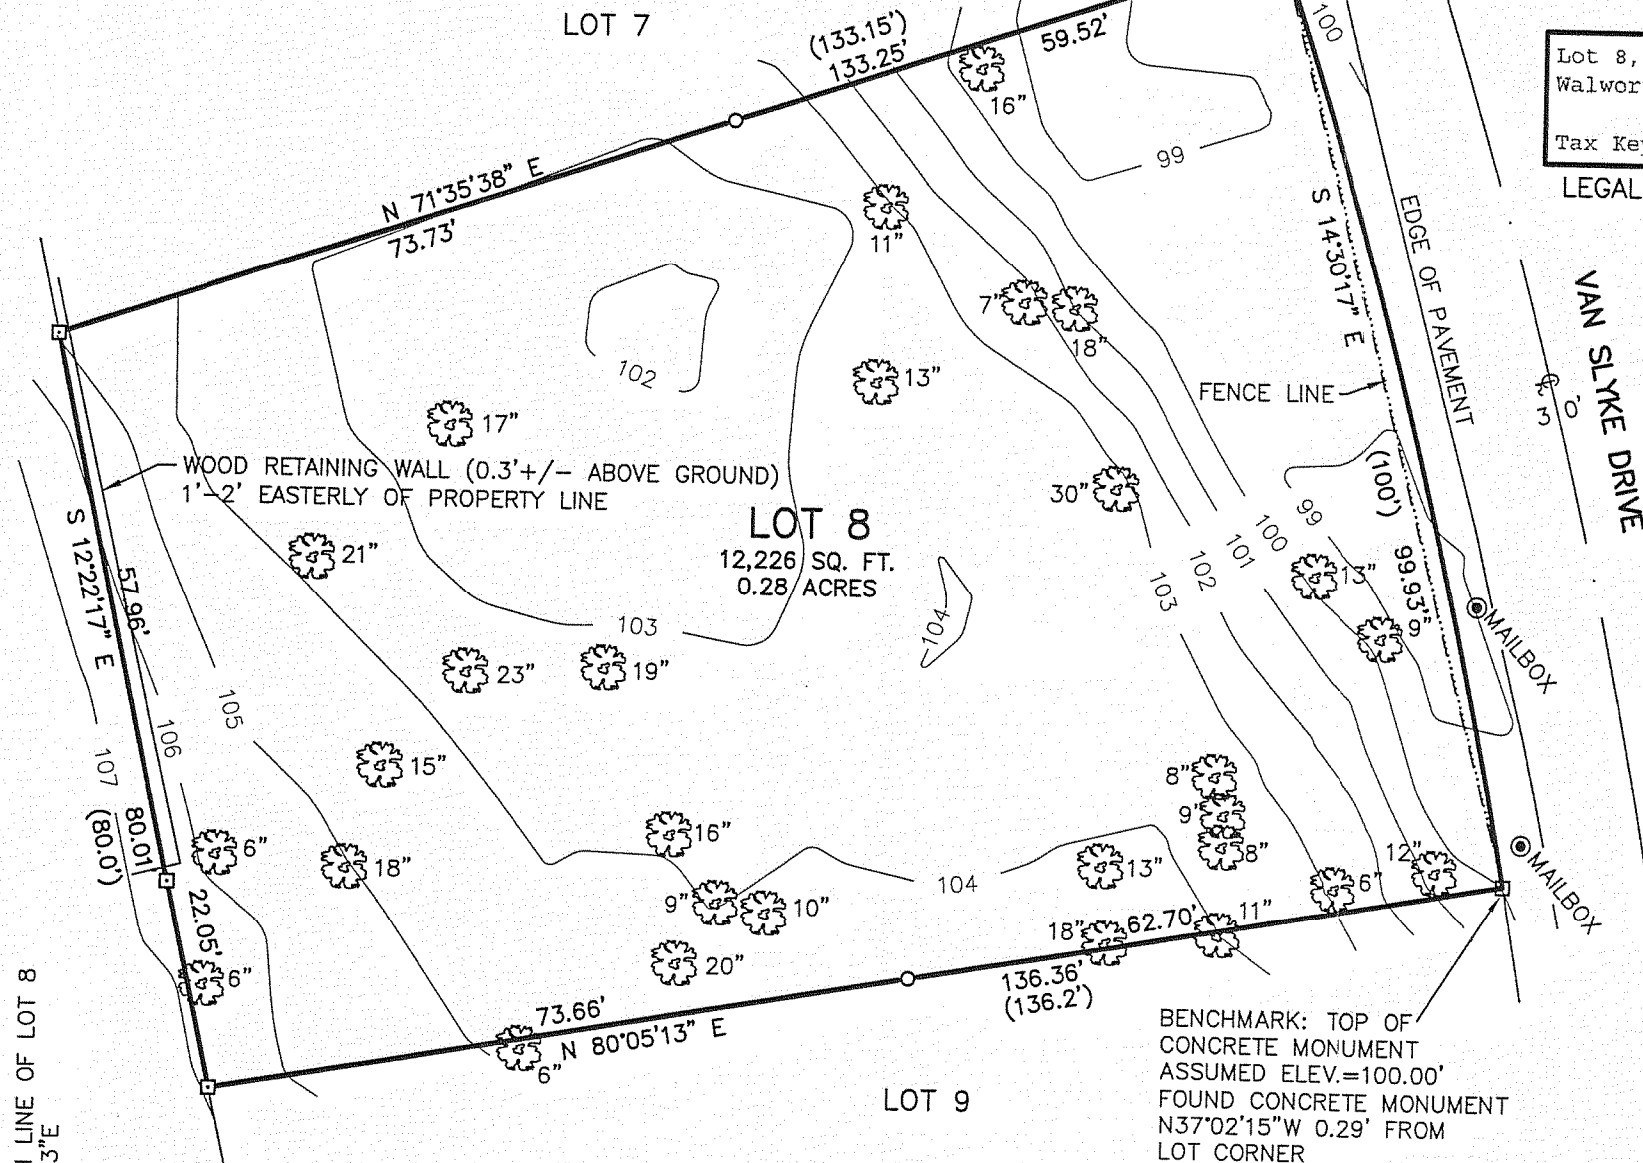 LOT 7
(133.15')
133.25'
59.52'
100
Lot 8,
Walwor
Tax Key
LEGAL
16"
99
N 71°35'38" E
73.73'
11"
S 14°30'17" E
EDGE OF PAVEMENT
VAN SLYKE DRIVE
7"
18"
102
13"
FENCE LINE
17"
WOOD RETAINING WALL (0.3'+/- ABOVE GROUND)
1'-2' EASTERLY OF PROPERTY LINE
(100')
99.93'
30"
LOT 8
12,226 SQ. FT.
0.28 ACRES
21"
S 12°22'17" E
57.96'
103
102
101
100
99
13"
9"
MAILBOX
103
104
23"
19"
105
106
107
15"
8"
9"
8"
16"
80.01'
(80.0')
6"
18"
13"
12"
MAILBOX
104
9"
10"
6"
22.05'
6"
20"
18"
62.70'
11"
136.36'
(136.2')
73.66'
N 80°05'13" E
6"
LOT 9
BENCHMARK: TOP OF
CONCRETE MONUMENT
ASSUMED ELEV.=100.00'
FOUND CONCRETE MONUMENT
N37°02'15"W 0.29' FROM
LOT CORNER
LINE OF LOT 8
3"E